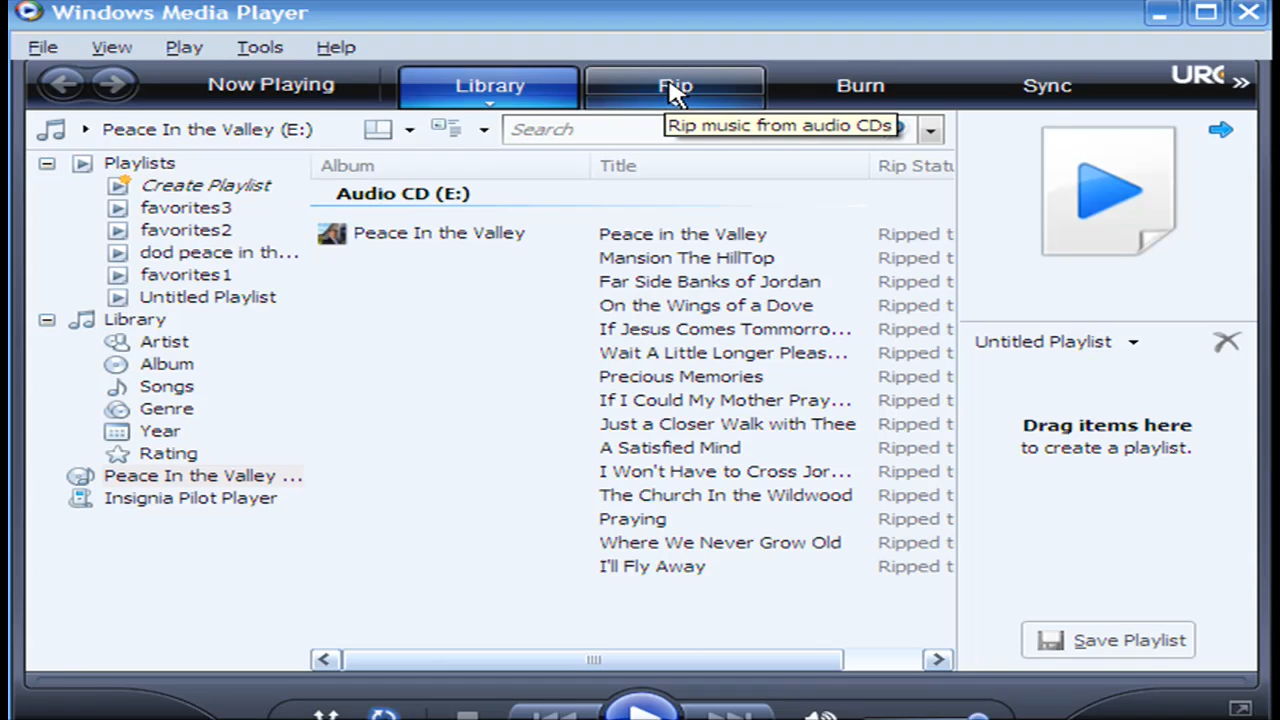 Windows Media Player
File View Play Tools Help
Now Playing Library Rip Burn Sync URG
Peace In the Valley (E:) Search
Rip music from audio CDs
Playlists
Create Playlist
favorites3
favorites2
dod peace in th...
favorites1
Untitled Playlist
Library
Artist
Album
Songs
Genre
Year
Rating
Peace In the Valley ...
Insignia Pilot Player
Album Title Rip Statu
Audio CD (E:)
Peace In the Valley Peace in the Valley Ripped t
Mansion The HillTop Ripped t
Far Side Banks of Jordan Ripped t
On the Wings of a Dove Ripped t
If Jesus Comes Tommorro... Ripped t
Wait A Little Longer Pleas... Ripped t
Precious Memories Ripped t
If I Could My Mother Pray... Ripped t
Just a Closer Walk with Thee Ripped t
A Satisfied Mind Ripped t
I Won't Have to Cross Jor... Ripped t
The Church In the Wildwood Ripped t
Praying Ripped t
Where We Never Grow Old Ripped t
I'll Fly Away Ripped t
Untitled Playlist
Drag items here
to create a playlist.
Save Playlist